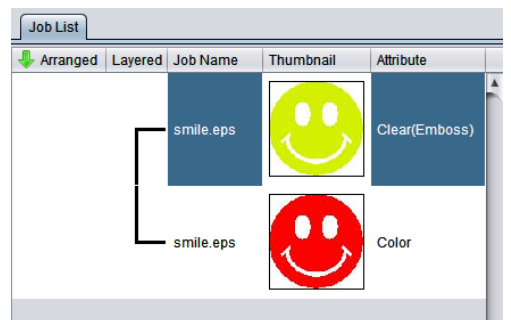 Job List
Arranged Layered Job Name Thumbnail Attribute
smile.eps Clear(Emboss)
smile.eps Color